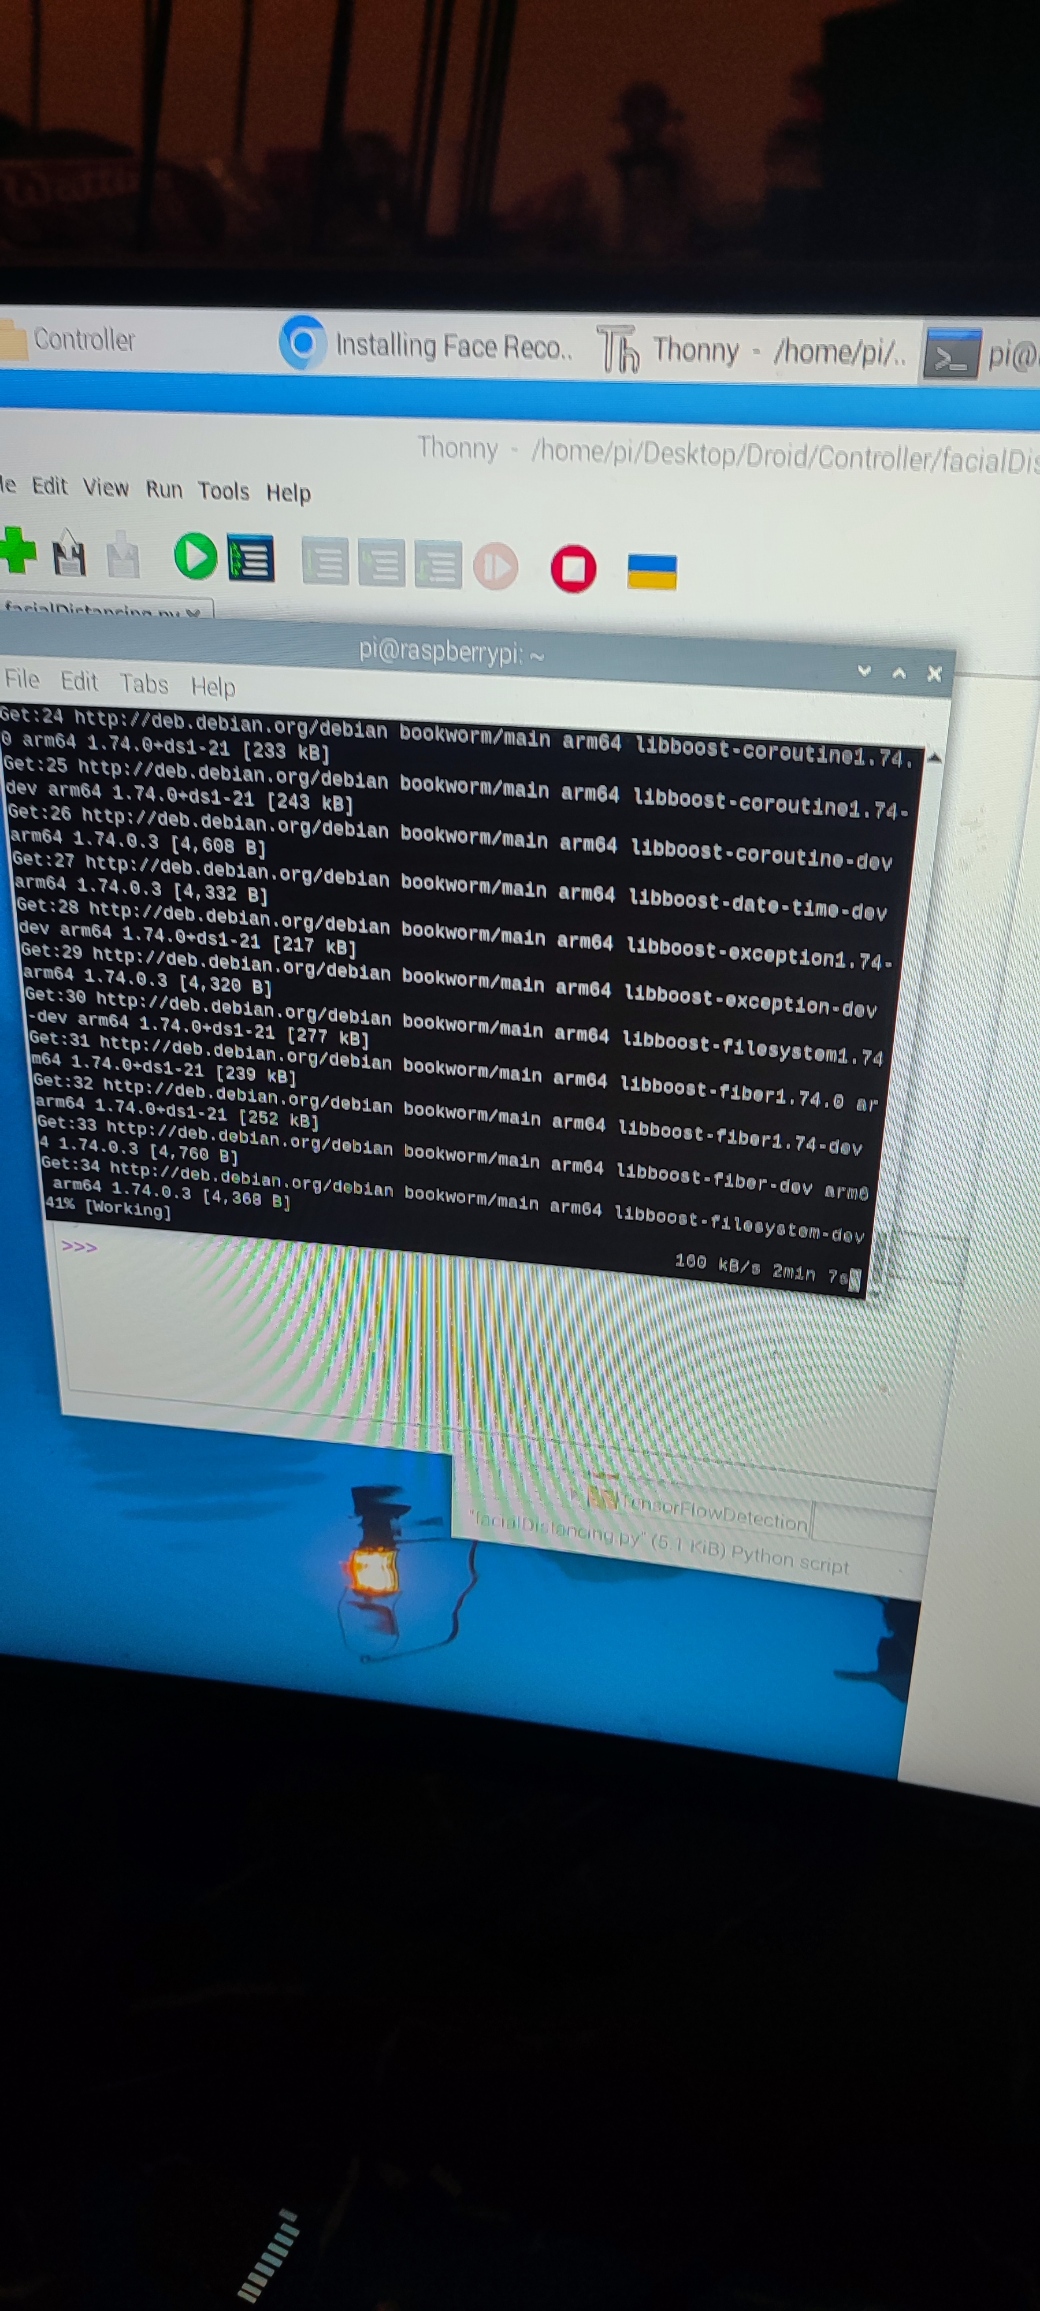 Controller
Installing Face Reco..
Thonny - /home/pi/..
pi@
Thonny - /home/pi/Desktop/Droid/Controller/facialDis
le Edit View Run Tools Help
facialDistancing.py
pi@raspberrypi: ~
File Edit Tabs Help
Get:24 http://deb.debian.org/debian bookworm/main arm64 libboost-coroutine1.74.
0 arm64 1.74.0+ds1-21 [233 kB]
Get:25 http://deb.debian.org/debian bookworm/main arm64 libboost-coroutine1.74-
dev arm64 1.74.0+ds1-21 [243 kB]
Get:26 http://deb.debian.org/debian bookworm/main arm64 libboost-coroutine-dev
arm64 1.74.0.3 [4,608 B]
Get:27 http://deb.debian.org/debian bookworm/main arm64 libboost-date-time-dev
arm64 1.74.0.3 [4,332 B]
Get:28 http://deb.debian.org/debian bookworm/main arm64 libboost-exception1.74-
dev arm64 1.74.0+ds1-21 [217 kB]
Get:29 http://deb.debian.org/debian bookworm/main arm64 libboost-exception-dev
arm64 1.74.0.3 [4,320 B]
Get:30 http://deb.debian.org/debian bookworm/main arm64 libboost-filesystem1.74
-dev arm64 1.74.0+ds1-21 [277 kB]
Get:31 http://deb.debian.org/debian bookworm/main arm64 libboost-fiber1.74.0 ar
m64 1.74.0+ds1-21 [239 kB]
Get:32 http://deb.debian.org/debian bookworm/main arm64 libboost-fiber1.74-dev
arm64 1.74.0+ds1-21 [252 kB]
Get:33 http://deb.debian.org/debian bookworm/main arm64 libboost-fiber-dev arm6
4 1.74.0.3 [4,760 B]
Get:34 http://deb.debian.org/debian bookworm/main arm64 libboost-filesystem-dev
arm64 1.74.0.3 [4,368 B]
41% [Working] 160 kB/s 2min 7s
>>>
TensorFlowDetection
"facialDistancing.py" (5.1 KiB) Python script